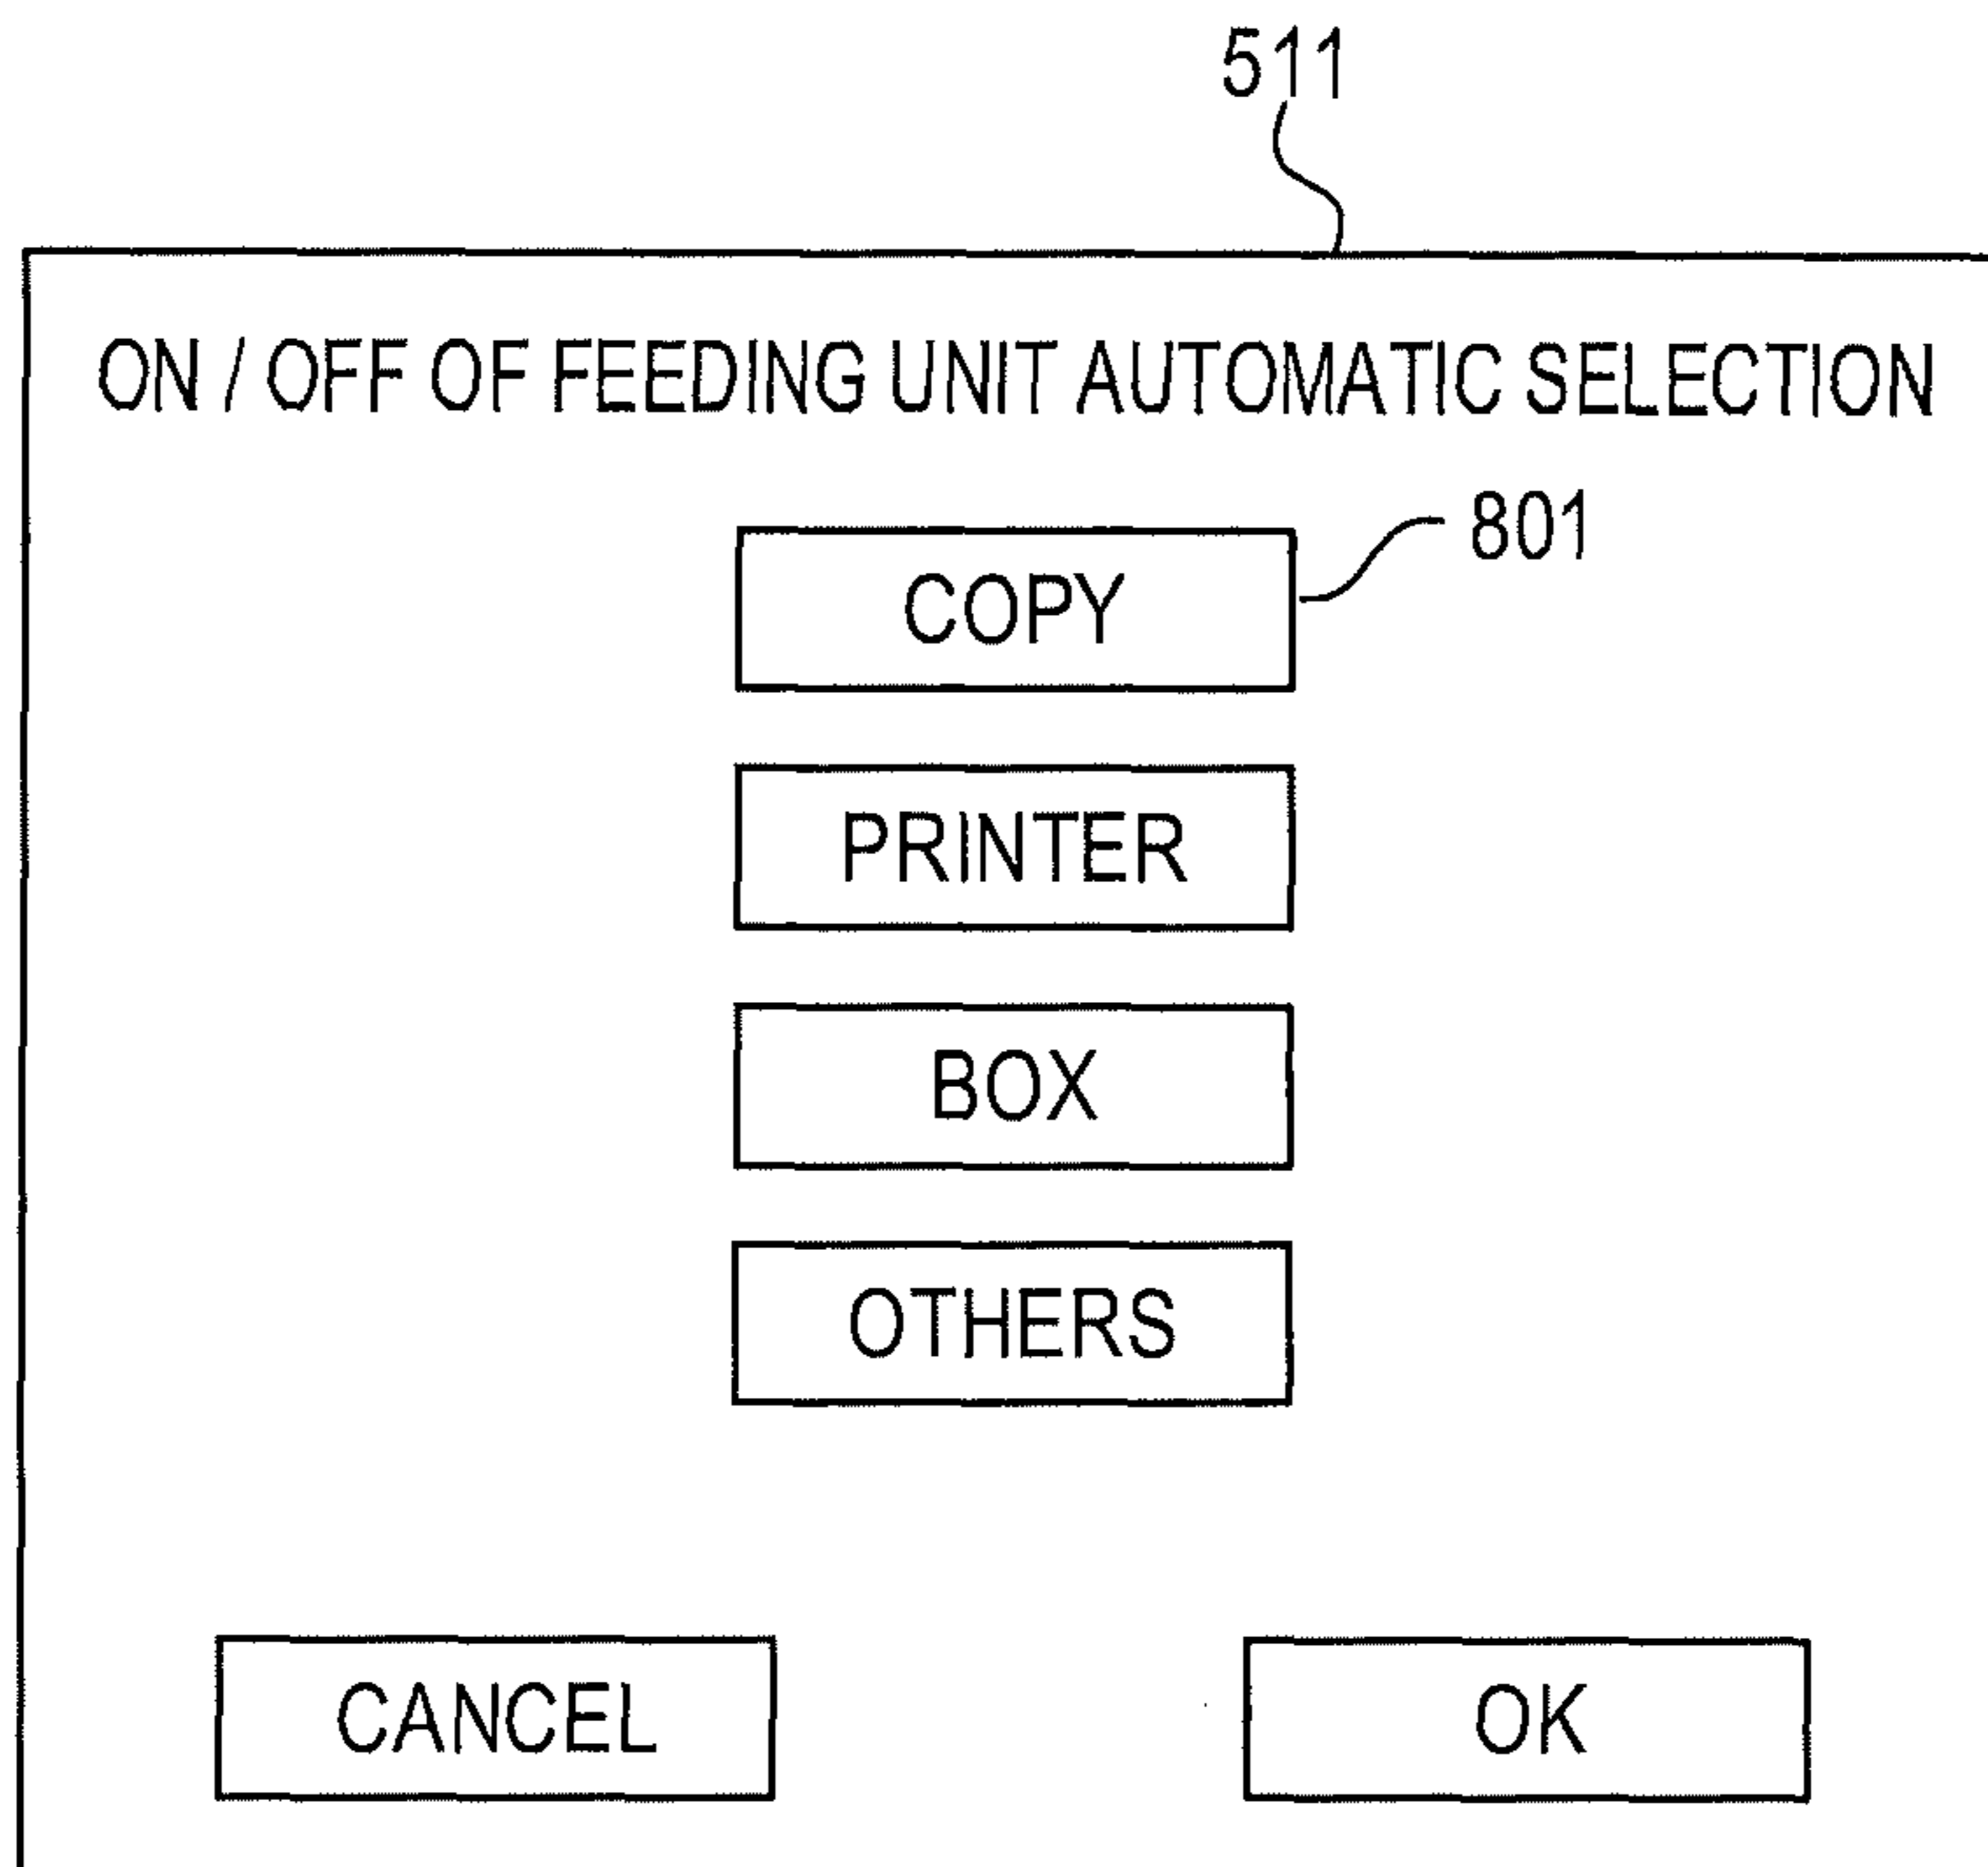 511
ON / OFF OF FEEDING UNIT AUTOMATIC SELECTION
801
COPY
PRINTER
BOX
OTHERS
CANCEL
OK